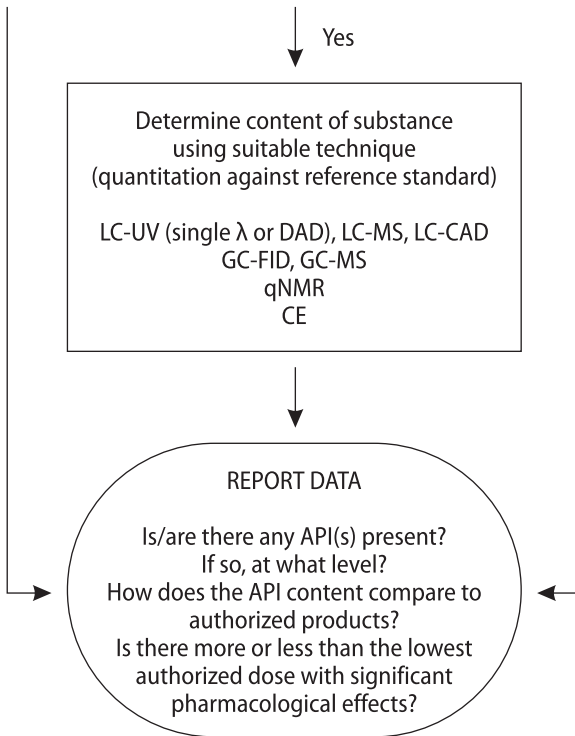 Yes
Determine content of substance
using suitable technique
(quantitation against reference standard)
LC-UV (single λ or DAD), LC-MS, LC-CAD
GC-FID, GC-MS
qNMR
CE
REPORT DATA
Is/are there any API(s) present?
If so, at what level?
How does the API content compare to
authorized products?
Is there more or less than the lowest
authorized dose with significant
pharmacological effects?